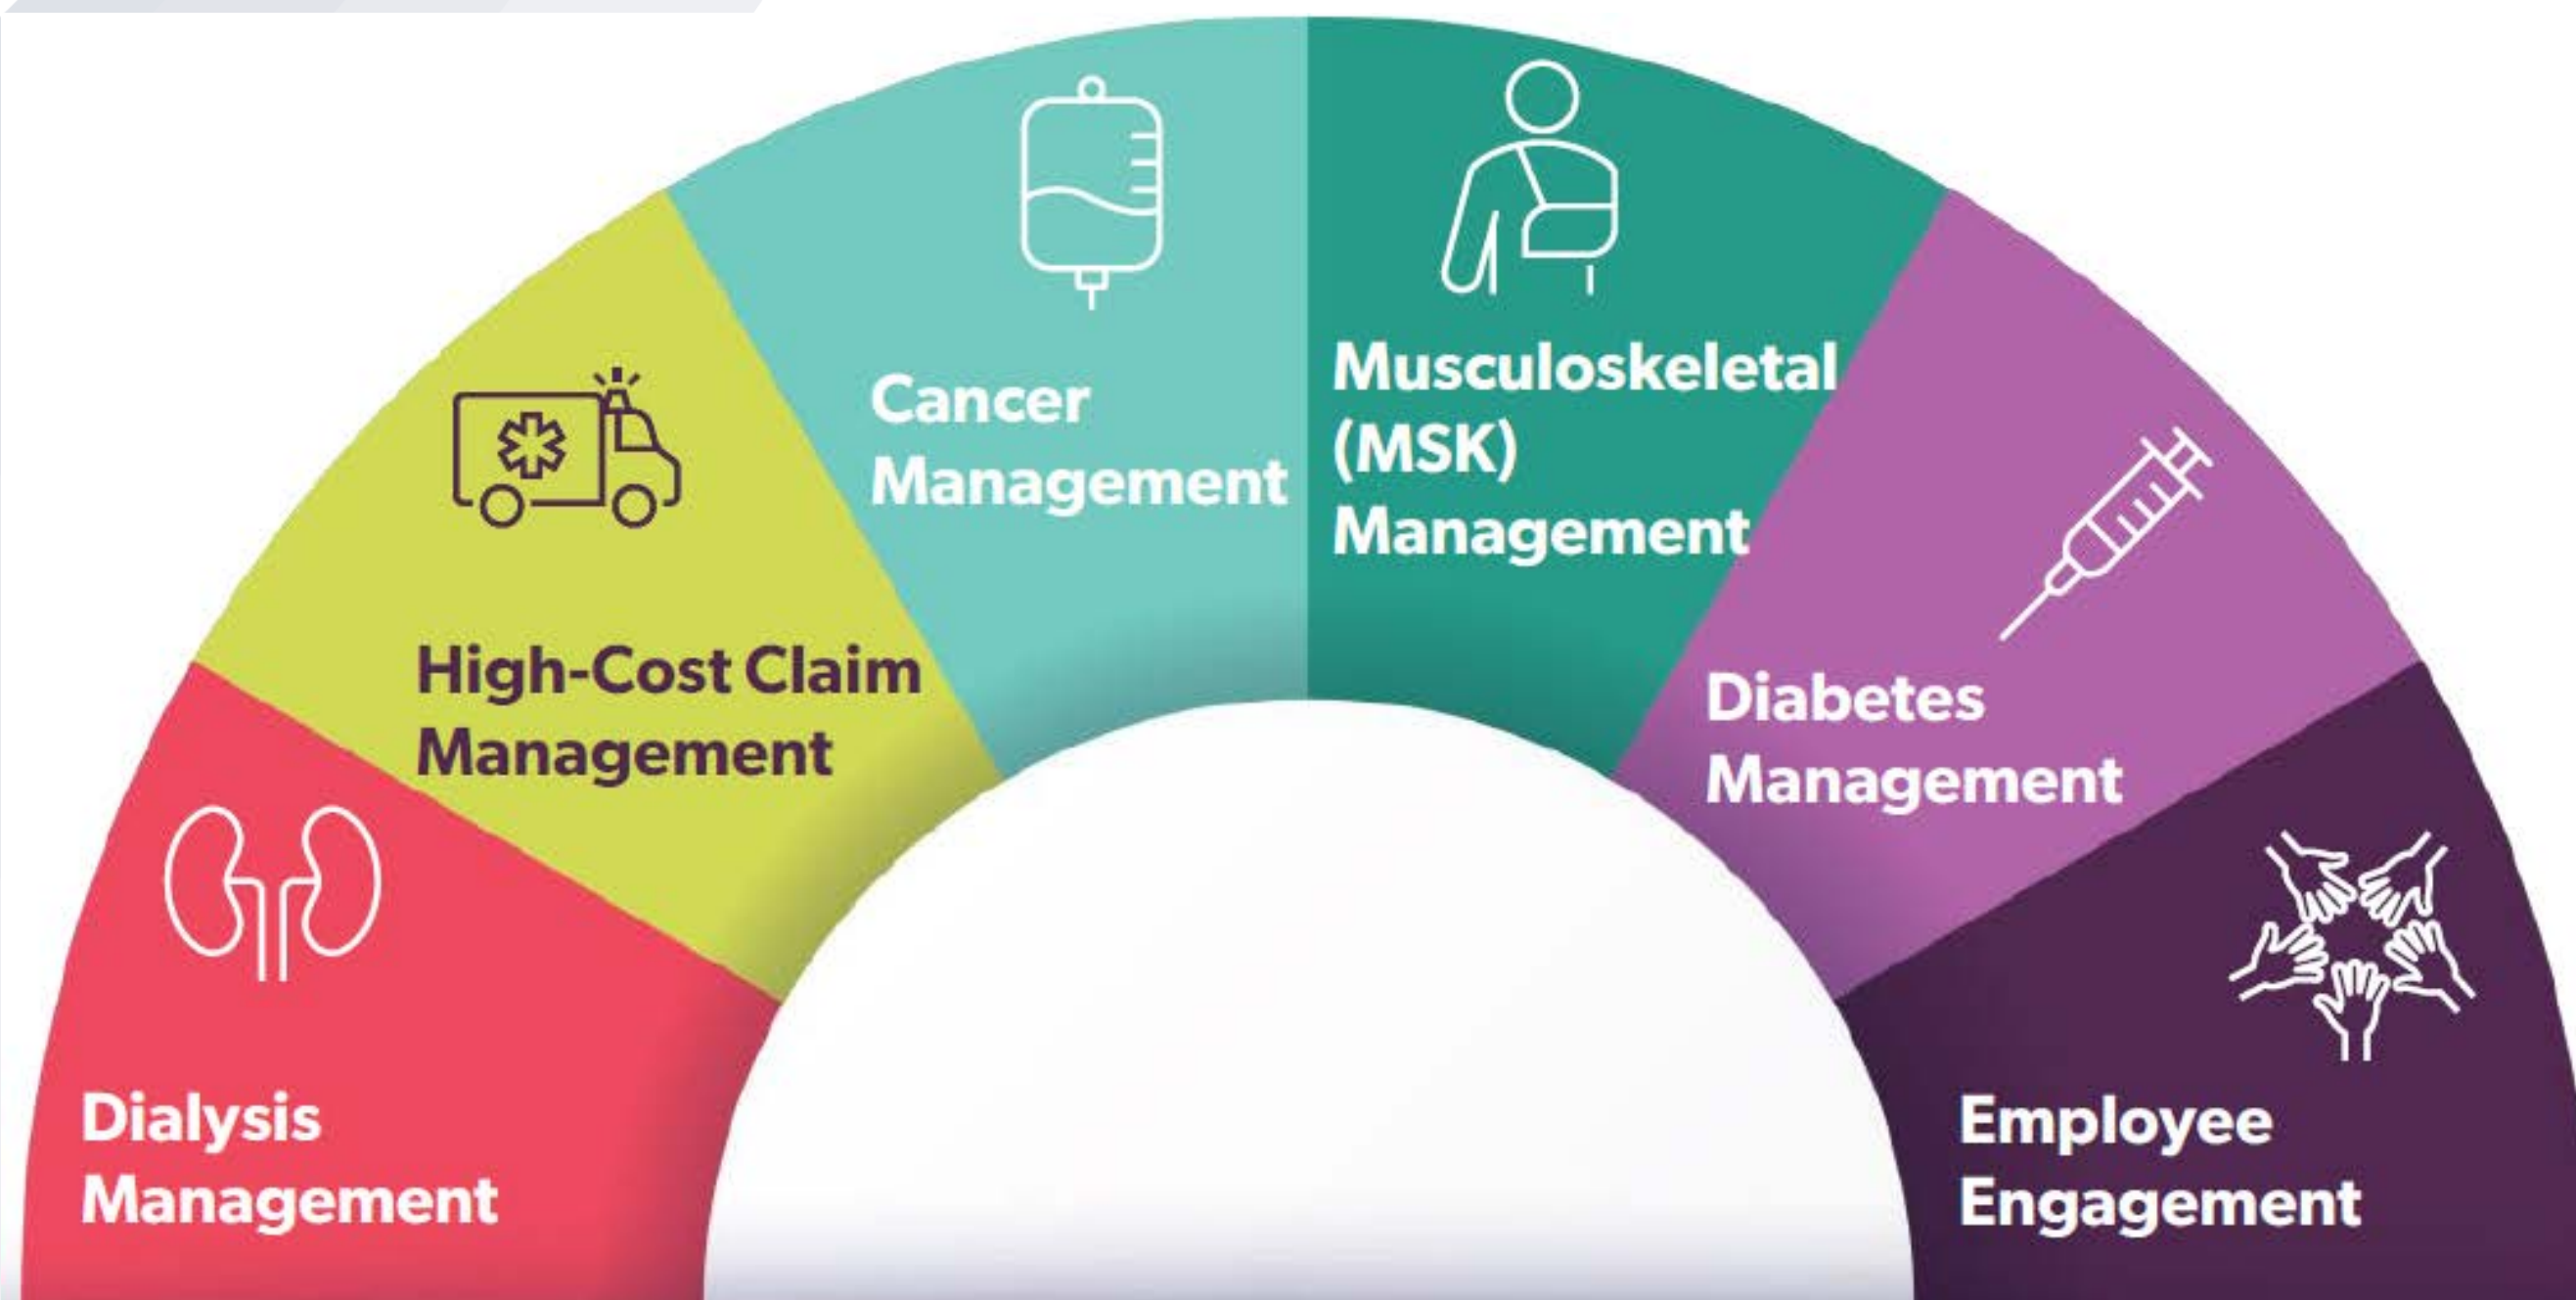 Dialysis
Management
High-Cost Claim
Management
Cancer
Management
Musculoskeletal
(MSK)
Management
Diabetes
Management
Employee
Engagement